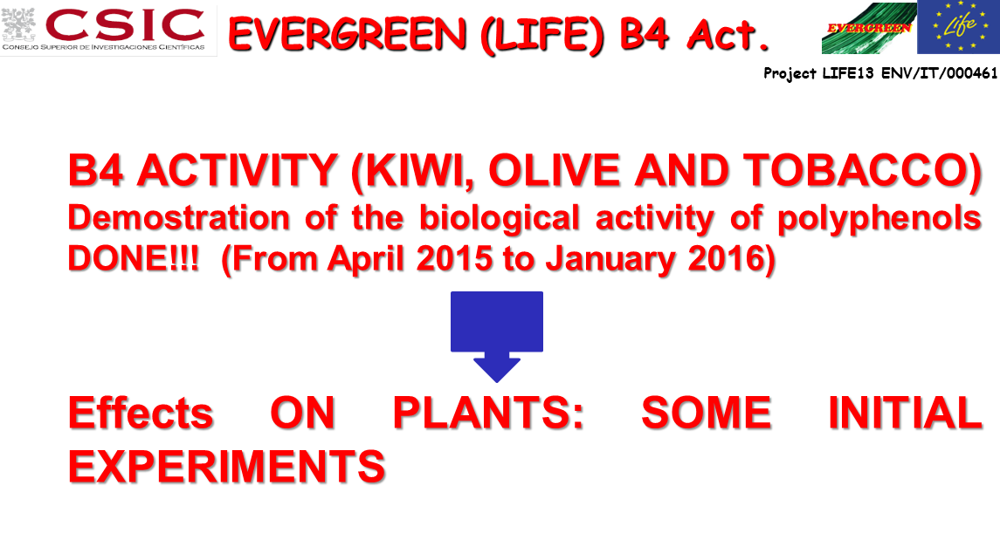 CSIC
CONSEJO SUPERIOR DE INVESTIGACIONES CIENTÍFICAS
EVERGREEN (LIFE) B4 Act.
EVERGREEN
Life
Project LIFE13 ENV/IT/000461
B4 ACTIVITY (KIWI, OLIVE AND TOBACCO)
Demostration of the biological activity of polyphenols
DONE!!! (From April 2015 to January 2016)
Effects ON PLANTS: SOME INITIAL
EXPERIMENTS